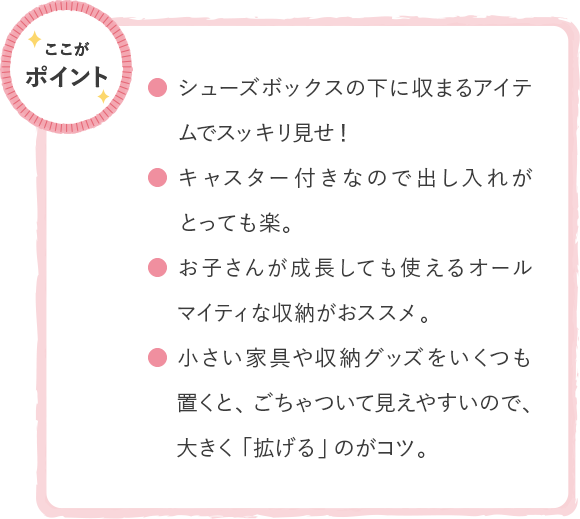 ここが
ポイント
● シューズボックスの下に収まるアイテ
ムでスッキリ見せ！
● キャスター付きなので出し入れが
とっても楽。
● お子さんが成長しても使えるオール
マイティな収納がおススメ。
● 小さい家具や収納グッズをいくつも
置くと、ごちゃついて見えやすいので、
大きく「拡げる」のがコツ。